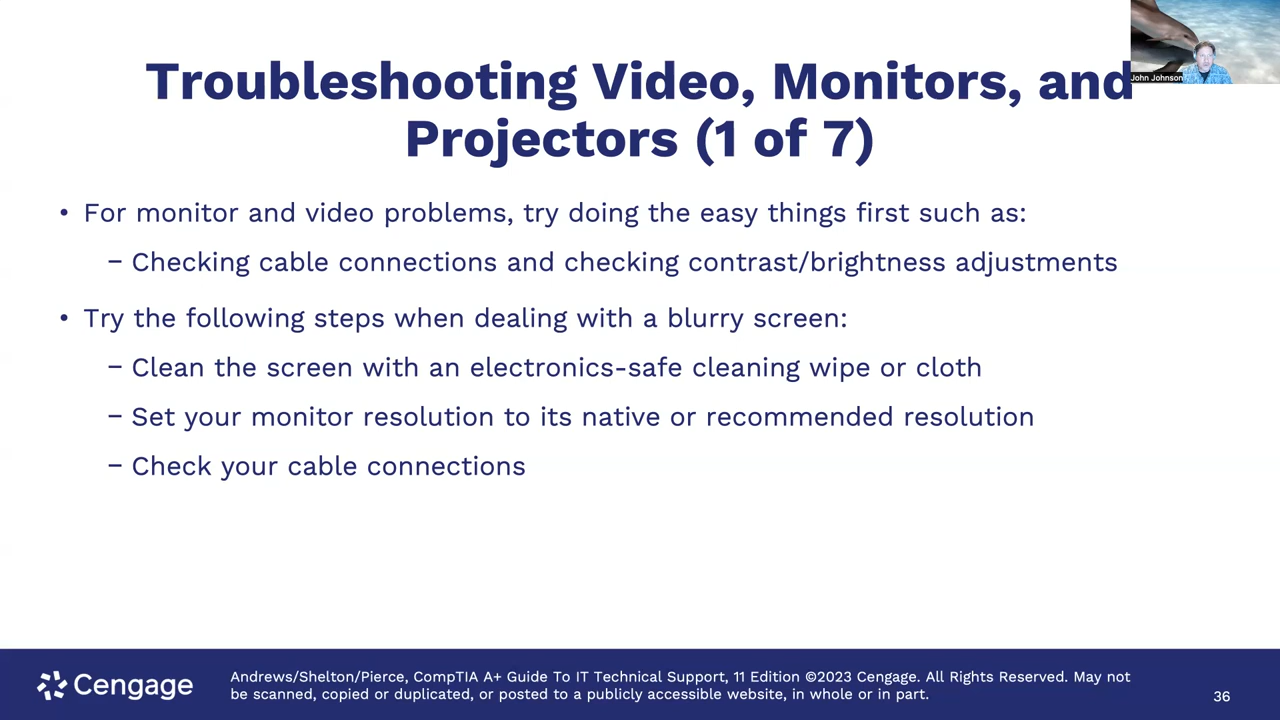 John Johnson
Troubleshooting Video, Monitors, and
Projectors (1 of 7)
• For monitor and video problems, try doing the easy things first such as:
− Checking cable connections and checking contrast/brightness adjustments
• Try the following steps when dealing with a blurry screen:
− Clean the screen with an electronics-safe cleaning wipe or cloth
− Set your monitor resolution to its native or recommended resolution
− Check your cable connections
Cengage
Andrews/Shelton/Pierce, CompTIA A+ Guide To IT Technical Support, 11 Edition ©2023 Cengage. All Rights Reserved. May not
be scanned, copied or duplicated, or posted to a publicly accessible website, in whole or in part.
36